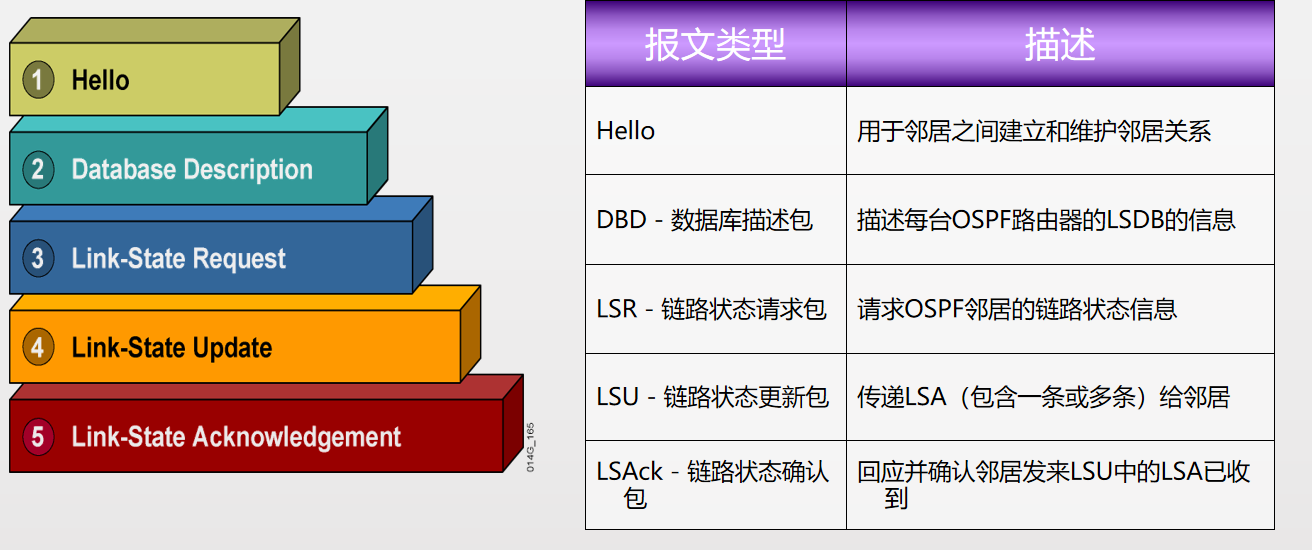 1 Hello
2 Database Description
3 Link-State Request
4 Link-State Update
5 Link-State Acknowledgement
014G_165
报文类型 描述
Hello 用于邻居之间建立和维护邻居关系
DBD - 数据库描述包 描述每台OSPF路由器的LSDB的信息
LSR - 链路状态请求包 请求OSPF邻居的链路状态信息
LSU - 链路状态更新包 传递LSA（包含一条或多条）给邻居
LSAck - 链路状态确认
包
回应并确认邻居发来LSU中的LSA已收
到